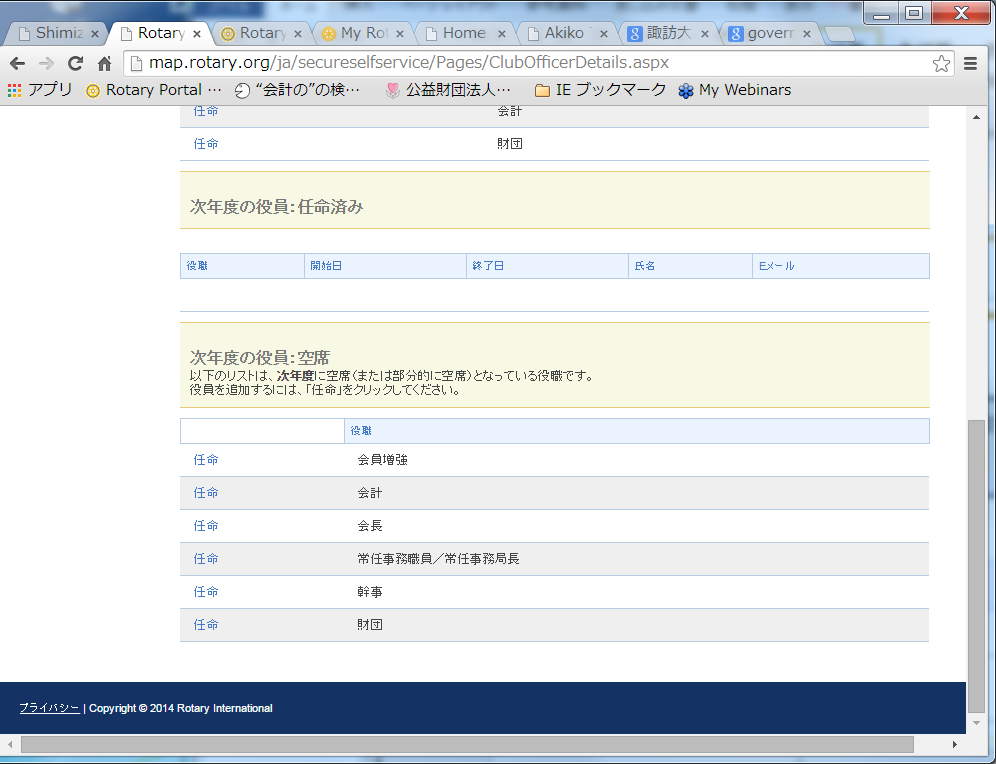 Shimiz
Rotary
Rotary
My Rot
Home
Akiko
諏訪大
govern
map.rotary.org/ja/secureselfservice/Pages/ClubOfficerDetails.aspx
アプリ Rotary Portal … “会計の”の検… 公益財団法人… IE ブックマーク My Webinars
任命 会計
任命 財団
次年度の役員：任命済み
役職 開始日 終了日 氏名 Eメール
次年度の役員：空席
以下のリストは、次年度に空席（または部分的に空席）となっている役職です。
役員を追加するには、「任命」をクリックしてください。
役職
任命 会員増強
任命 会計
任命 会長
任命 常任事務職員／常任事務局長
任命 幹事
任命 財団
プライバシー | Copyright © 2014 Rotary International